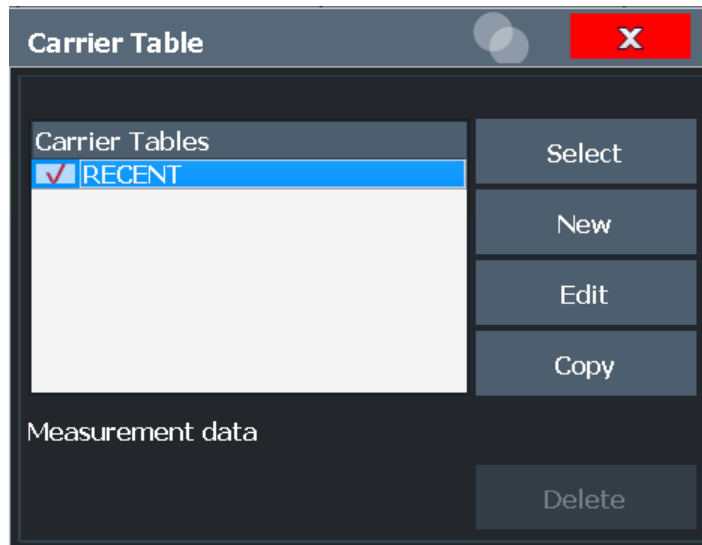 Carrier Table
X
Carrier Tables
RECENT
Select
New
Edit
Copy
Measurement data
Delete